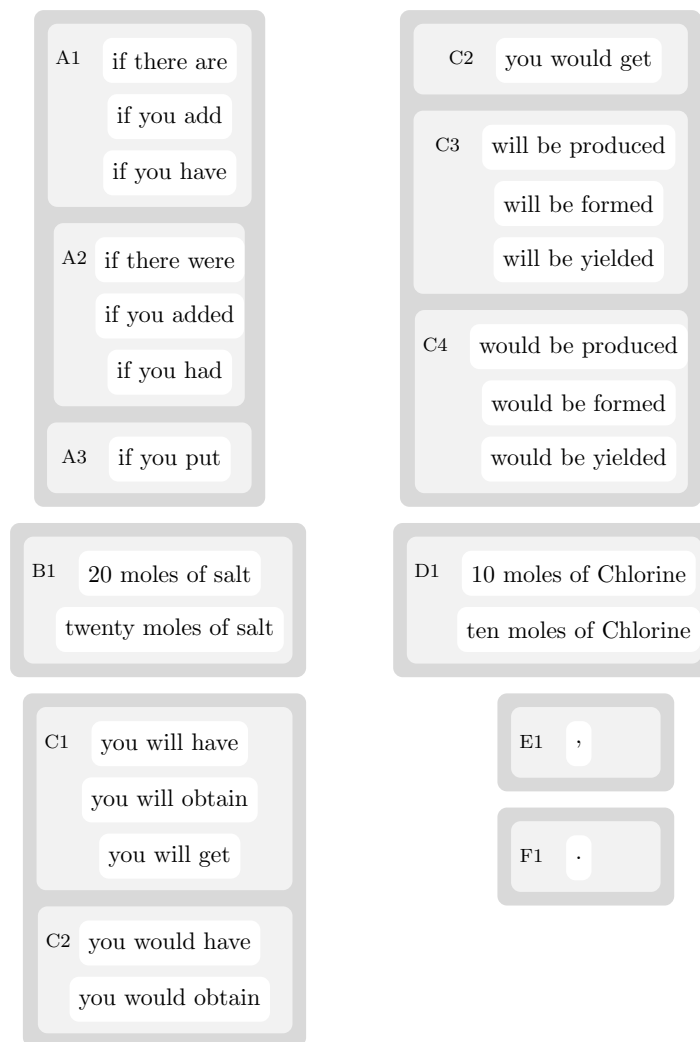 A1 if there are
if you add
if you have
A2 if there were
if you added
if you had
A3 if you put
B1 20 moles of salt
twenty moles of salt
C1 you will have
you will obtain
you will get
C2 you would have
you would obtain
C2 you would get
C3 will be produced
will be formed
will be yielded
C4 would be produced
would be formed
would be yielded
D1 10 moles of Chlorine
ten moles of Chlorine
E1 ,
F1 .